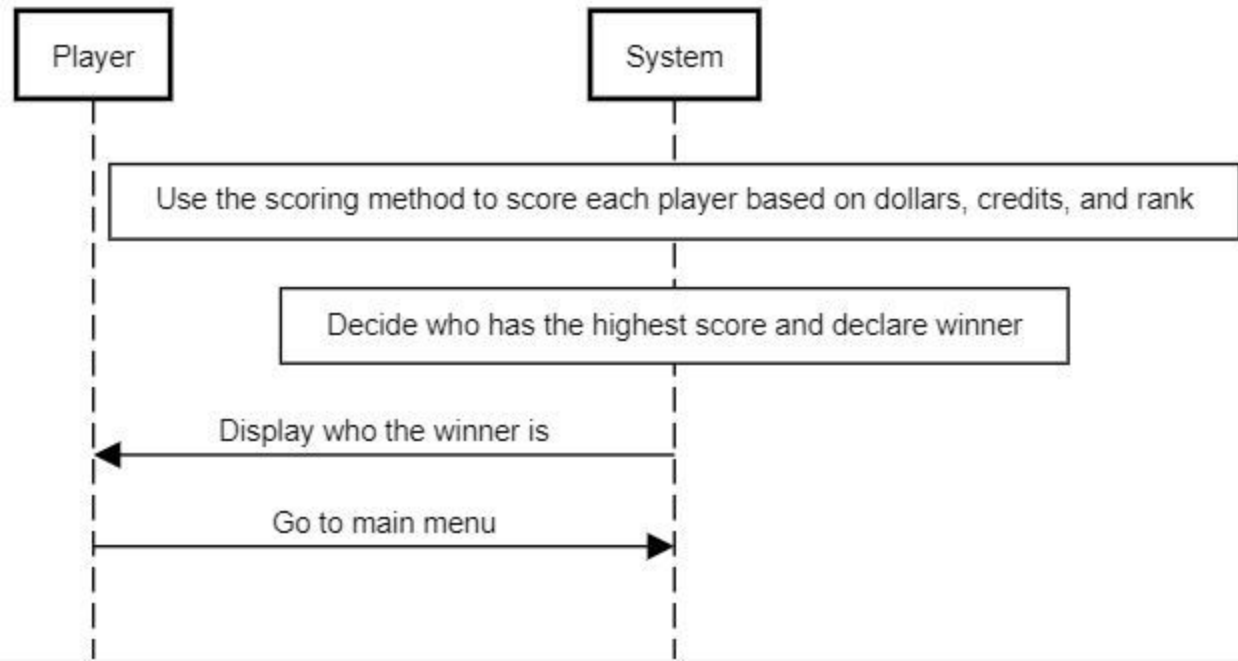 Player
System
Use the scoring method to score each player based on dollars, credits, and rank
Decide who has the highest score and declare winner
Display who the winner is
Go to main menu